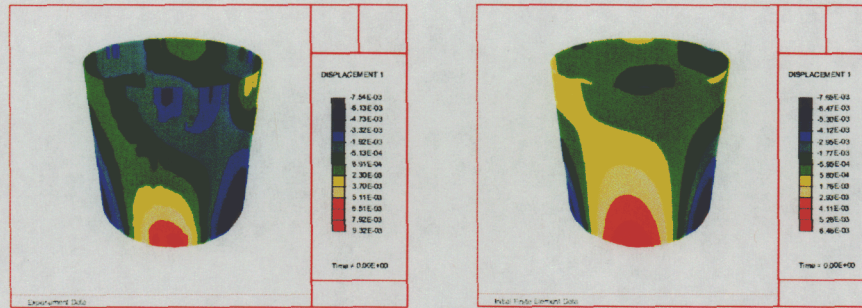 DISPLACEMENT 1
-7.54E-03
-6.13E-03
-4.73E-03
-3.32E-03
-1.92E-03
-5.13E-04
8.91E-04
2.30E-03
3.70E-03
5.11E-03
6.51E-03
7.92E-03
9.32E-03
Time = 0.00E+00
Experiment Data
DISPLACEMENT 1
-7.65E-03
-6.47E-03
-5.30E-03
-4.12E-03
-2.95E-03
-1.77E-03
-5.95E-04
5.80E-04
1.76E-03
2.93E-03
4.11E-03
5.28E-03
6.46E-03
Time = 0.00E+00
Initial Finite Element Data